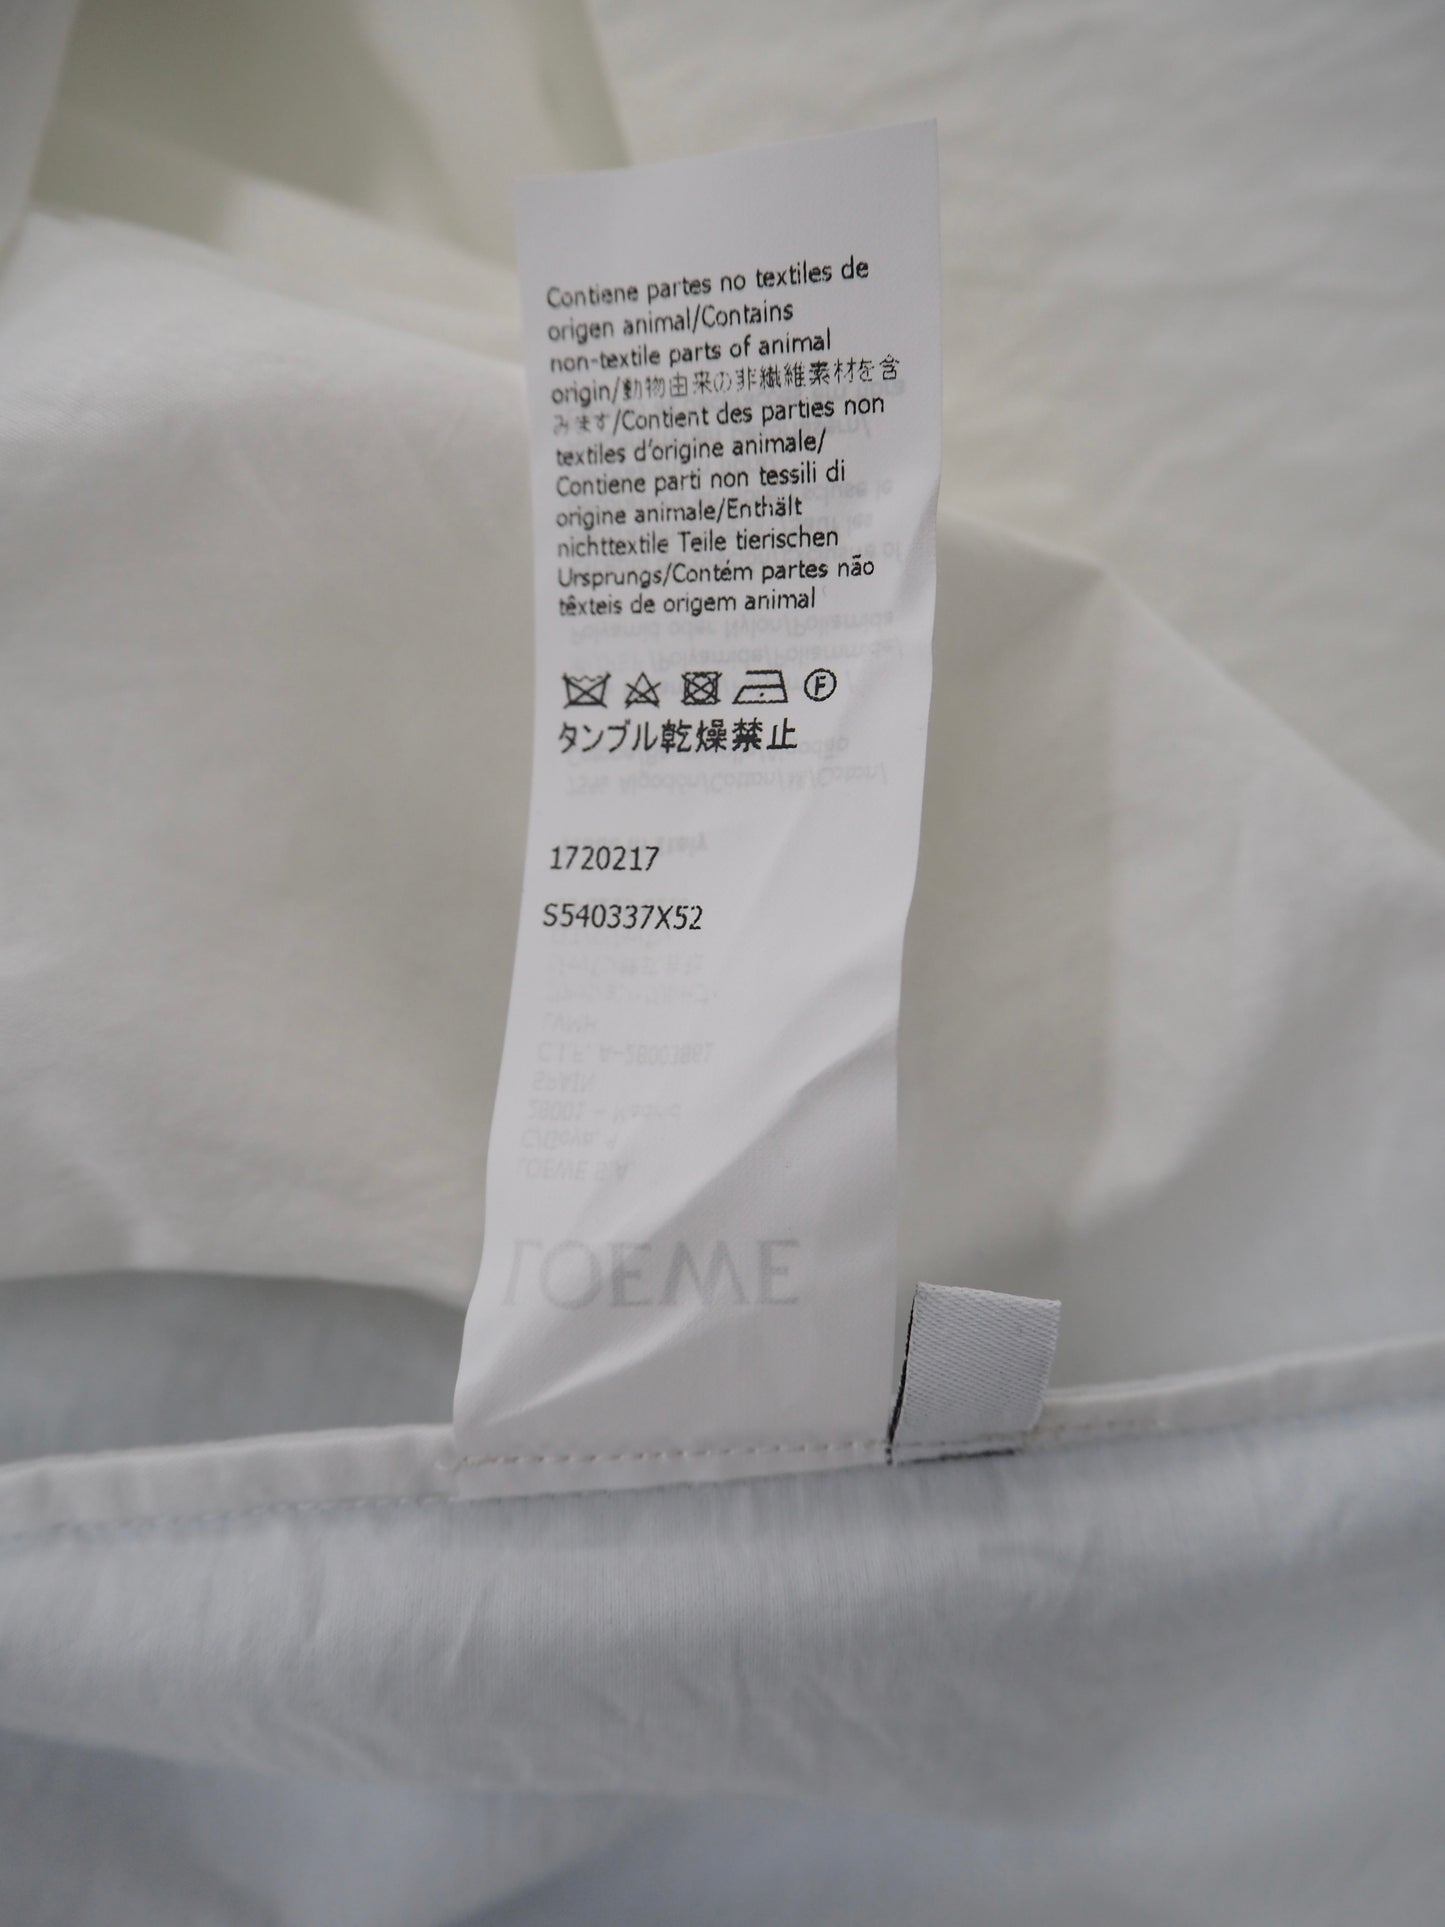 Contiene partes no textiles de
origen animal/Contains
non-textile parts of animal
origin/動物由来の非繊維素材を含
みます/Contient des parties non
textiles d'origine animale/
Contiene parti non tessili di
origine animale/Enthält
nichttextile Teile tierischen
Ursprungs/Contém partes não
têxteis de origem animal
F
タンブル乾燥禁止
1720217
S540337X52
LOEWE